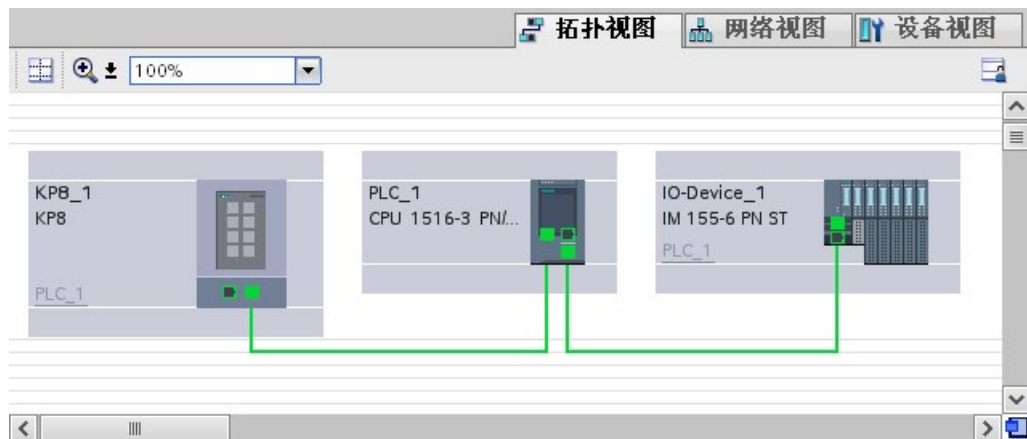 拓扑视图 网络视图 设备视图
100%
KP8_1
KP8
PLC_1
PLC_1
CPU 1516-3 PN/...
IO-Device_1
IM 155-6 PN ST
PLC_1